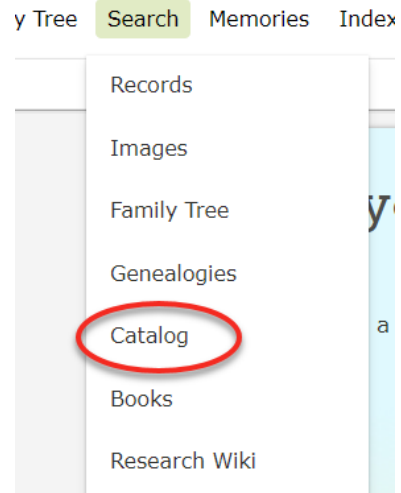 y Tree Search Memories Index
Records
Images
Family Tree
Genealogies
Catalog
a
Books
Research Wiki